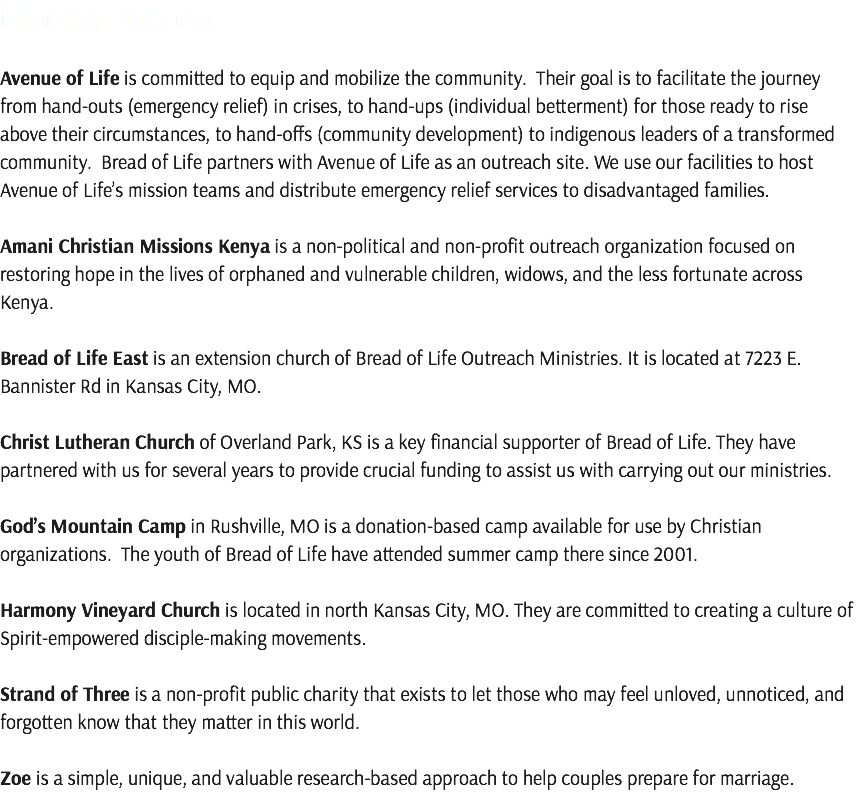 Avenue of Life is committed to equip and mobilize the community.  Their goal is to facilitate the journey
from hand-outs (emergency relief) in crises, to hand-ups (individual betterment) for those ready to rise
above their circumstances, to hand-offs (community development) to indigenous leaders of a transformed
community.  Bread of Life partners with Avenue of Life as an outreach site. We use our facilities to host
Avenue of Life’s mission teams and distribute emergency relief services to disadvantaged families.

Amani Christian Missions Kenya is a non-political and non-profit outreach organization focused on
restoring hope in the lives of orphaned and vulnerable children, widows, and the less fortunate across
Kenya.

Bread of Life East is an extension church of Bread of Life Outreach Ministries. It is located at 7223 E.
Bannister Rd in Kansas City, MO.

Christ Lutheran Church of Overland Park, KS is a key financial supporter of Bread of Life. They have
partnered with us for several years to provide crucial funding to assist us with carrying out our ministries.

God’s Mountain Camp in Rushville, MO is a donation-based camp available for use by Christian
organizations.  The youth of Bread of Life have attended summer camp there since 2001.

Harmony Vineyard Church is located in north Kansas City, MO. They are committed to creating a culture of
Spirit-empowered disciple-making movements.

Strand of Three is a non-profit public charity that exists to let those who may feel unloved, unnoticed, and
forgotten know that they matter in this world.

Zoe is a simple, unique, and valuable research-based approach to help couples prepare for marriage.